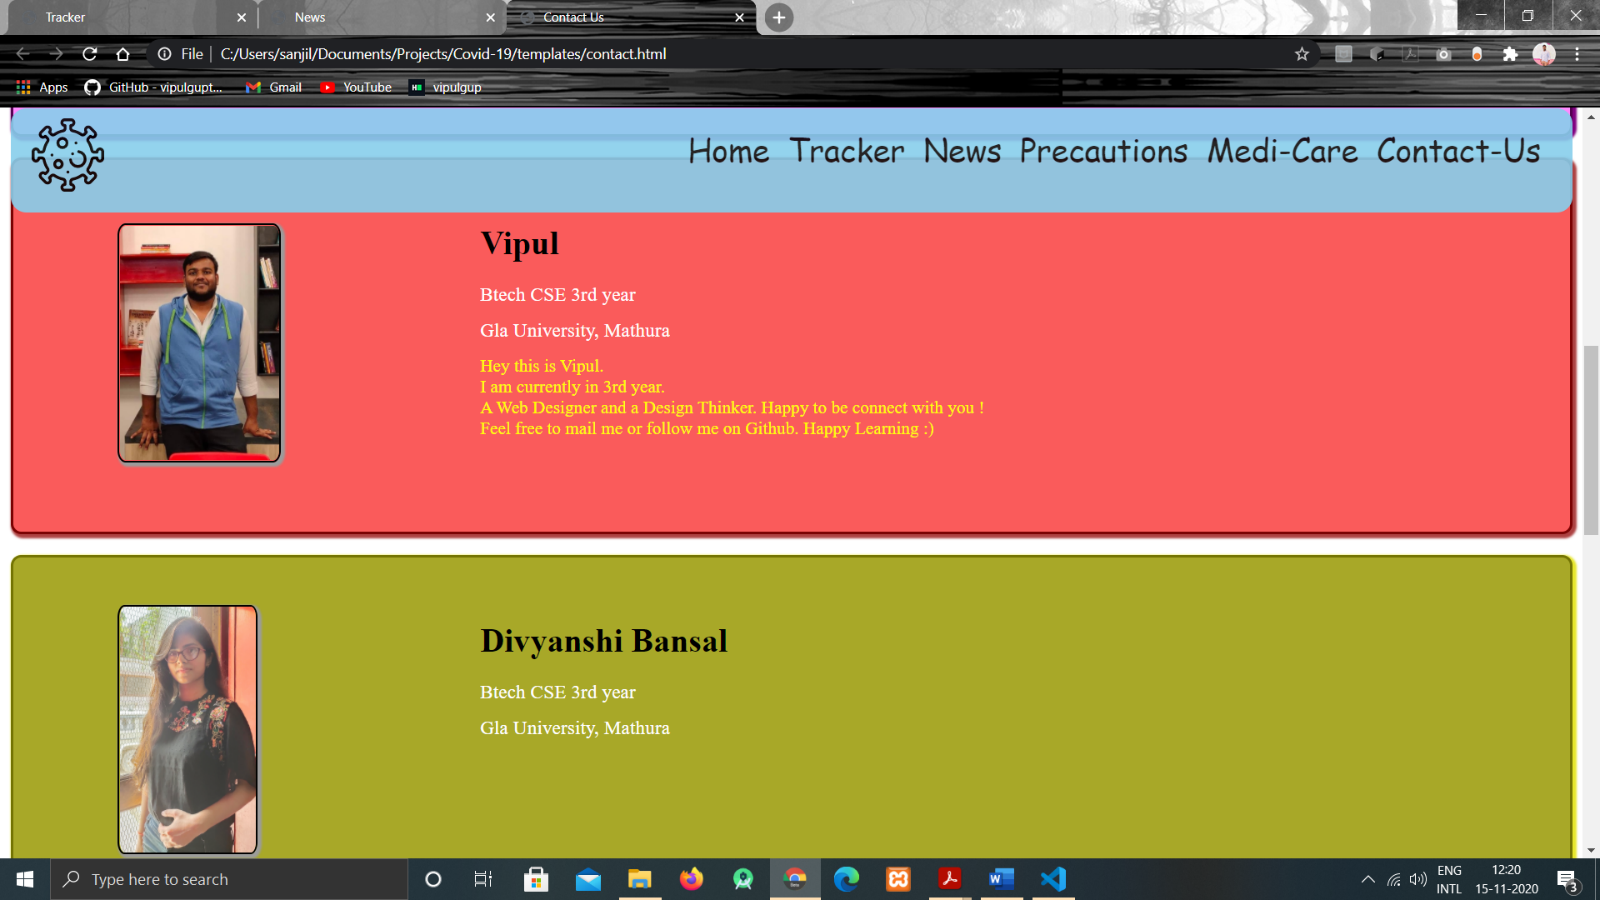 Tracker
News
Contact Us
File
C:/Users/sanjil/Documents/Projects/Covid-19/templates/contact.html
Apps
GitHub - vipulgupt...
Gmail
YouTube
vipulgup
Home Tracker News Precautions Medi-Care Contact-Us
Vipul
Btech CSE 3rd year
Gla University, Mathura
Hey this is Vipul.
I am currently in 3rd year.
A Web Designer and a Design Thinker. Happy to be connect with you !
Feel free to mail me or follow me on Github. Happy Learning :)
Divyanshi Bansal
Btech CSE 3rd year
Gla University, Mathura
Type here to search
ENG
INTL
12:20
15-11-2020
3